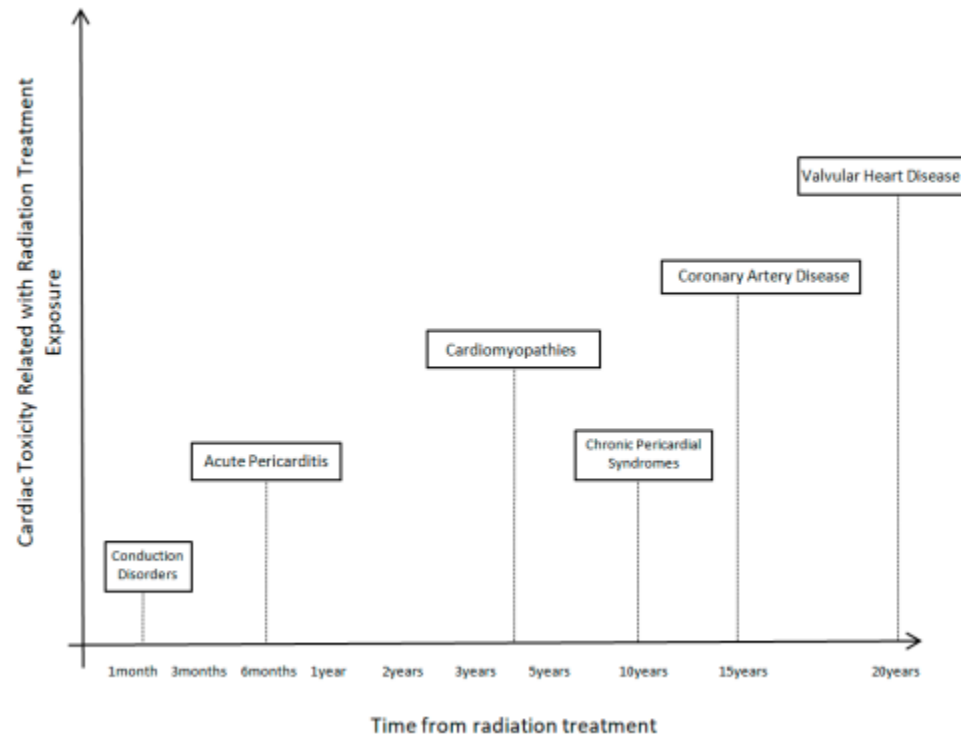 Cardiac Toxicity Related with Radiation Treatment
Exposure
Valvular Heart Disease
Coronary Artery Disease
Cardiomyopathies
Chronic Pericardial
Syndromes
Acute Pericarditis
Conduction
Disorders
1month 3months 6months 1year 2years 3years 5years 10years 15years 20years
Time from radiation treatment